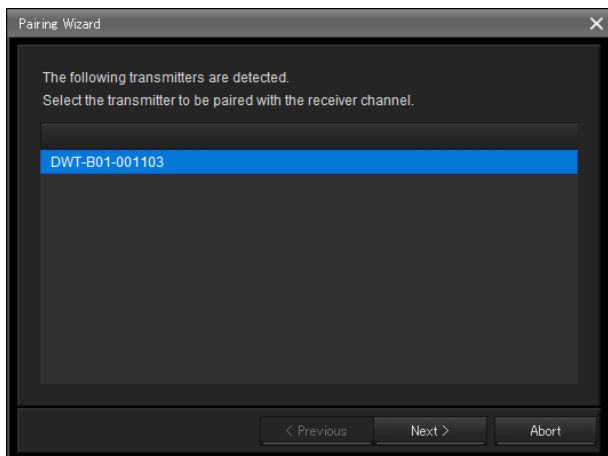 Pairing Wizard
The following transmitters are detected.
Select the transmitter to be paired with the receiver channel.
DWT-B01-001103
< Previous
Next >
Abort